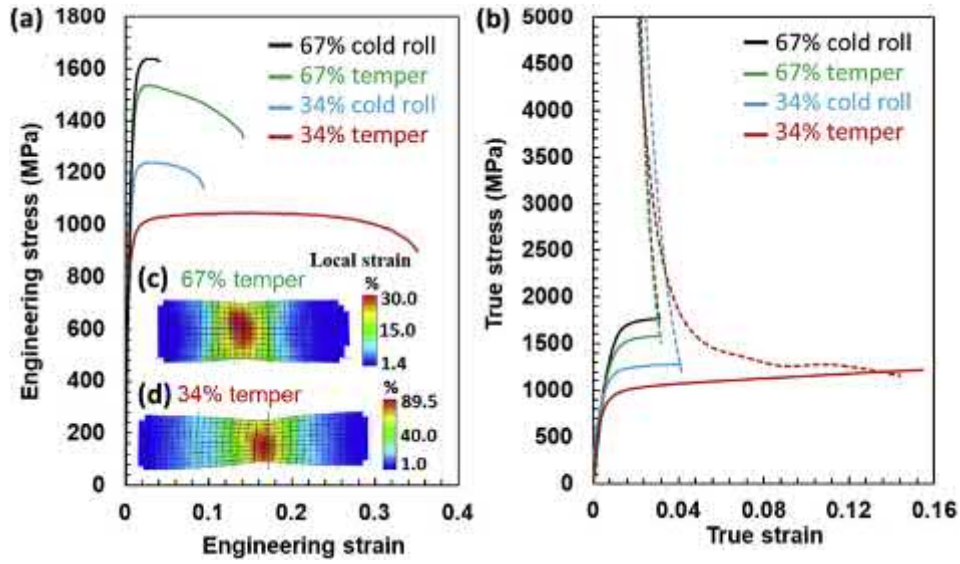 (a)
1800
1600
1400
1200
1000
800
600
400
200
0
Engineering stress (MPa)
67% cold roll
67% temper
34% cold roll
34% temper
Local strain
(c) 67% temper
%
30.0
15.0
1.4
(d) 34% temper
%
89.5
40.0
1.0
0 0.1 0.2 0.3 0.4
Engineering strain
(b)
5000
4500
4000
3500
3000
2500
2000
1500
1000
500
0
True stress (MPa)
67% cold roll
67% temper
34% cold roll
34% temper
0 0.04 0.08 0.12 0.16
True strain